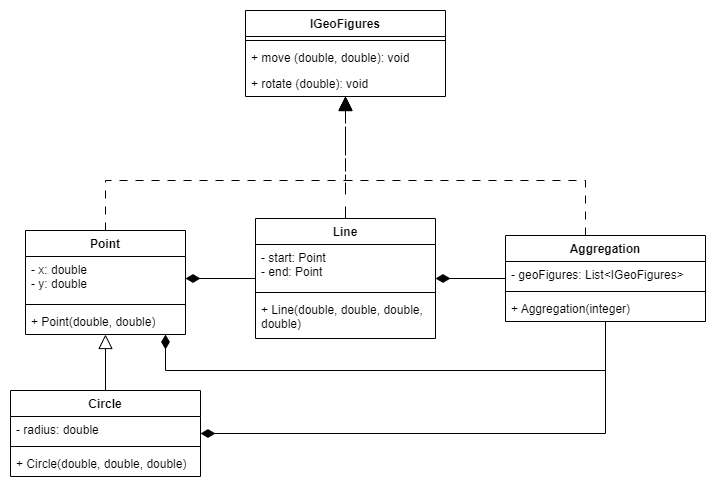 IGeoFigures
+ move (double, double): void
+ rotate (double): void
Point
- x: double
- y: double
+ Point(double, double)
Line
- start: Point
- end: Point
+ Line(double, double, double,
double)
Aggregation
- geoFigures: List<IGeoFigures>
+ Aggregation(integer)
Circle
- radius: double
+ Circle(double, double, double)